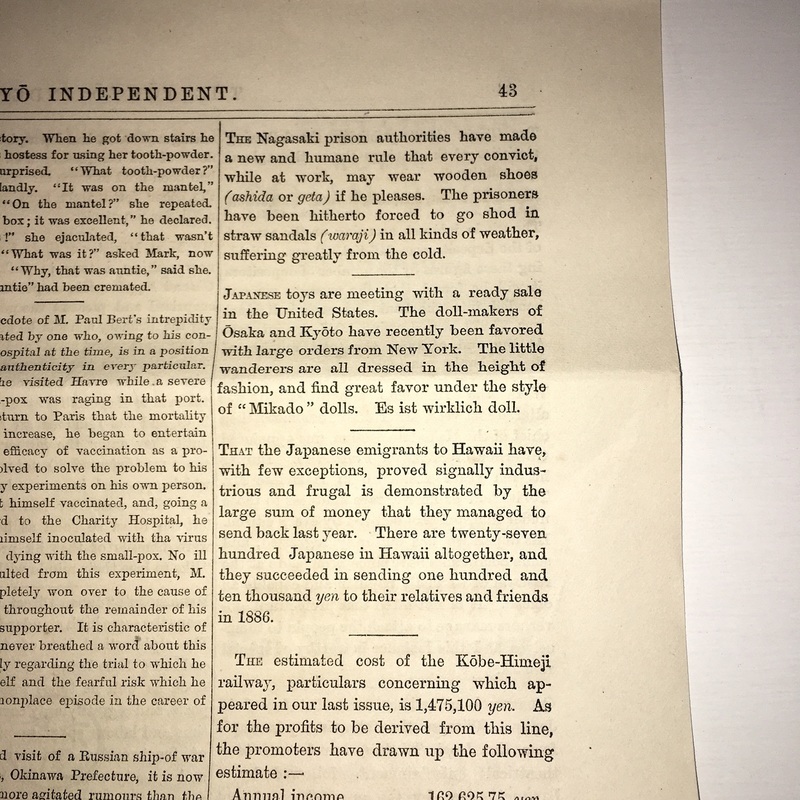 YŌ INDEPENDENT.
43
tory. When he got down stairs he
hostess for using her tooth-powder.
urprised. "What tooth-powder?"
landly. "It was on the mantel,"
"On the mantel?" she repeated.
box; it was excellent," he declared.
!" she ejaculated, "that wasn't
"What was it?" asked Mark, now
"Why, that was auntie," said she.
untie" had been cremated.
cdote of M. Paul Bert's intrepidity
ated by one who, owing to his con-
ospital at the time, is in a position
authenticity in every particular.
he visited Havre while a severe
-pox was raging in that port.
turn to Paris that the mortality
increase, he began to entertain
efficacy of vaccination as a pro-
olved to solve the problem to his
y experiments on his own person.
t himself vaccinated, and, going a
d to the Charity Hospital, he
himself inoculated with tha virus
dying with the small-pox. No ill
ulted from this experiment, M.
pletely won over to the cause of
throughout the remainder of his
supporter. It is characteristic of
never breathed a word about this
ly regarding the trial to which he
elf and the fearful risk which he
nonplace episode in the career of
d visit of a Russian ship-of war
, Okinawa Prefecture, it is now
more agitated rumours than the
THE Nagasaki prison authorities have made
a new and humane rule that every convict,
while at work, may wear wooden shoes
(ashida or geta) if he pleases. The prisoners
have been hitherto forced to go shod in
straw sandals (waraji) in all kinds of weather,
suffering greatly from the cold.
JAPANESE toys are meeting with a ready sale
in the United States. The doll-makers of
Ōsaka and Kyōto have recently been favored
with large orders from New York. The little
wanderers are all dressed in the height of
fashion, and find great favor under the style
of "Mikado" dolls. Es ist wirklich doll.
THAT the Japanese emigrants to Hawaii have,
with few exceptions, proved signally indus-
trious and frugal is demonstrated by the
large sum of money that they managed to
send back last year. There are twenty-seven
hundred Japanese in Hawaii altogether, and
they succeeded in sending one hundred and
ten thousand yen to their relatives and friends
in 1886.
THE estimated cost of the Kōbe-Himeji
railway, particulars concerning which ap-
peared in our last issue, is 1,475,100 yen. As
for the profits to be derived from this line,
the promoters have drawn up the following
estimate :—
Annual income 162,625.75 yen